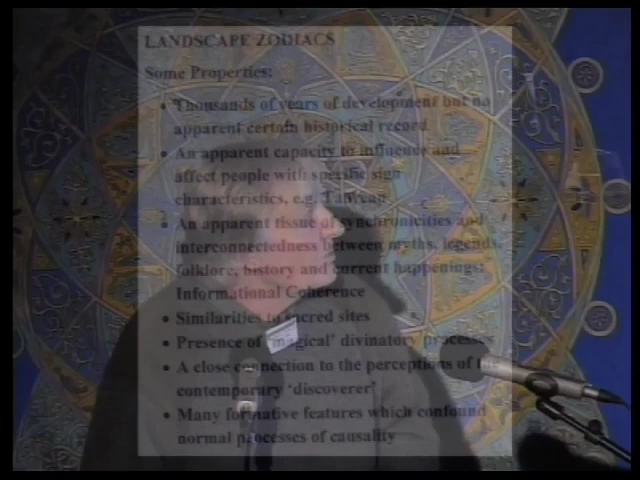 LANDSCAPE ZODIACS
Some Properties:
• Thousands of years of development but no
apparent certain historical record
• An apparent capacity to influence and
affect people with specific sign
characteristics, e.g. Taurean
• An apparent tissue of synchronicities and
interconnectedness between myths, legends,
folklore, history and current happenings:
Informational Coherence
• Similarities to sacred sites
• Presence of 'magical' divinatory processes
• A close connection to the perceptions of
contemporary 'discoverer'
• Many formative features which confound
normal processes of causality